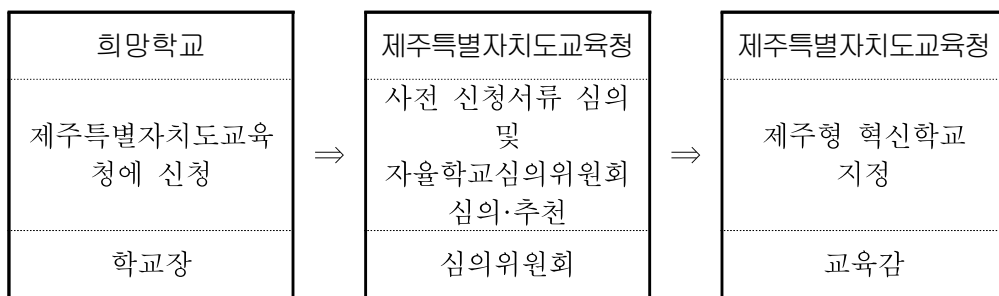 희망학교
제주특별자치도교육
청에 신청
학교장
⇒
제주특별자치도교육청
사전 신청서류 심의
및
자율학교심의위원회
심의·추천
심의위원회
⇒
제주특별자치도교육청
제주형 혁신학교
지정
교육감